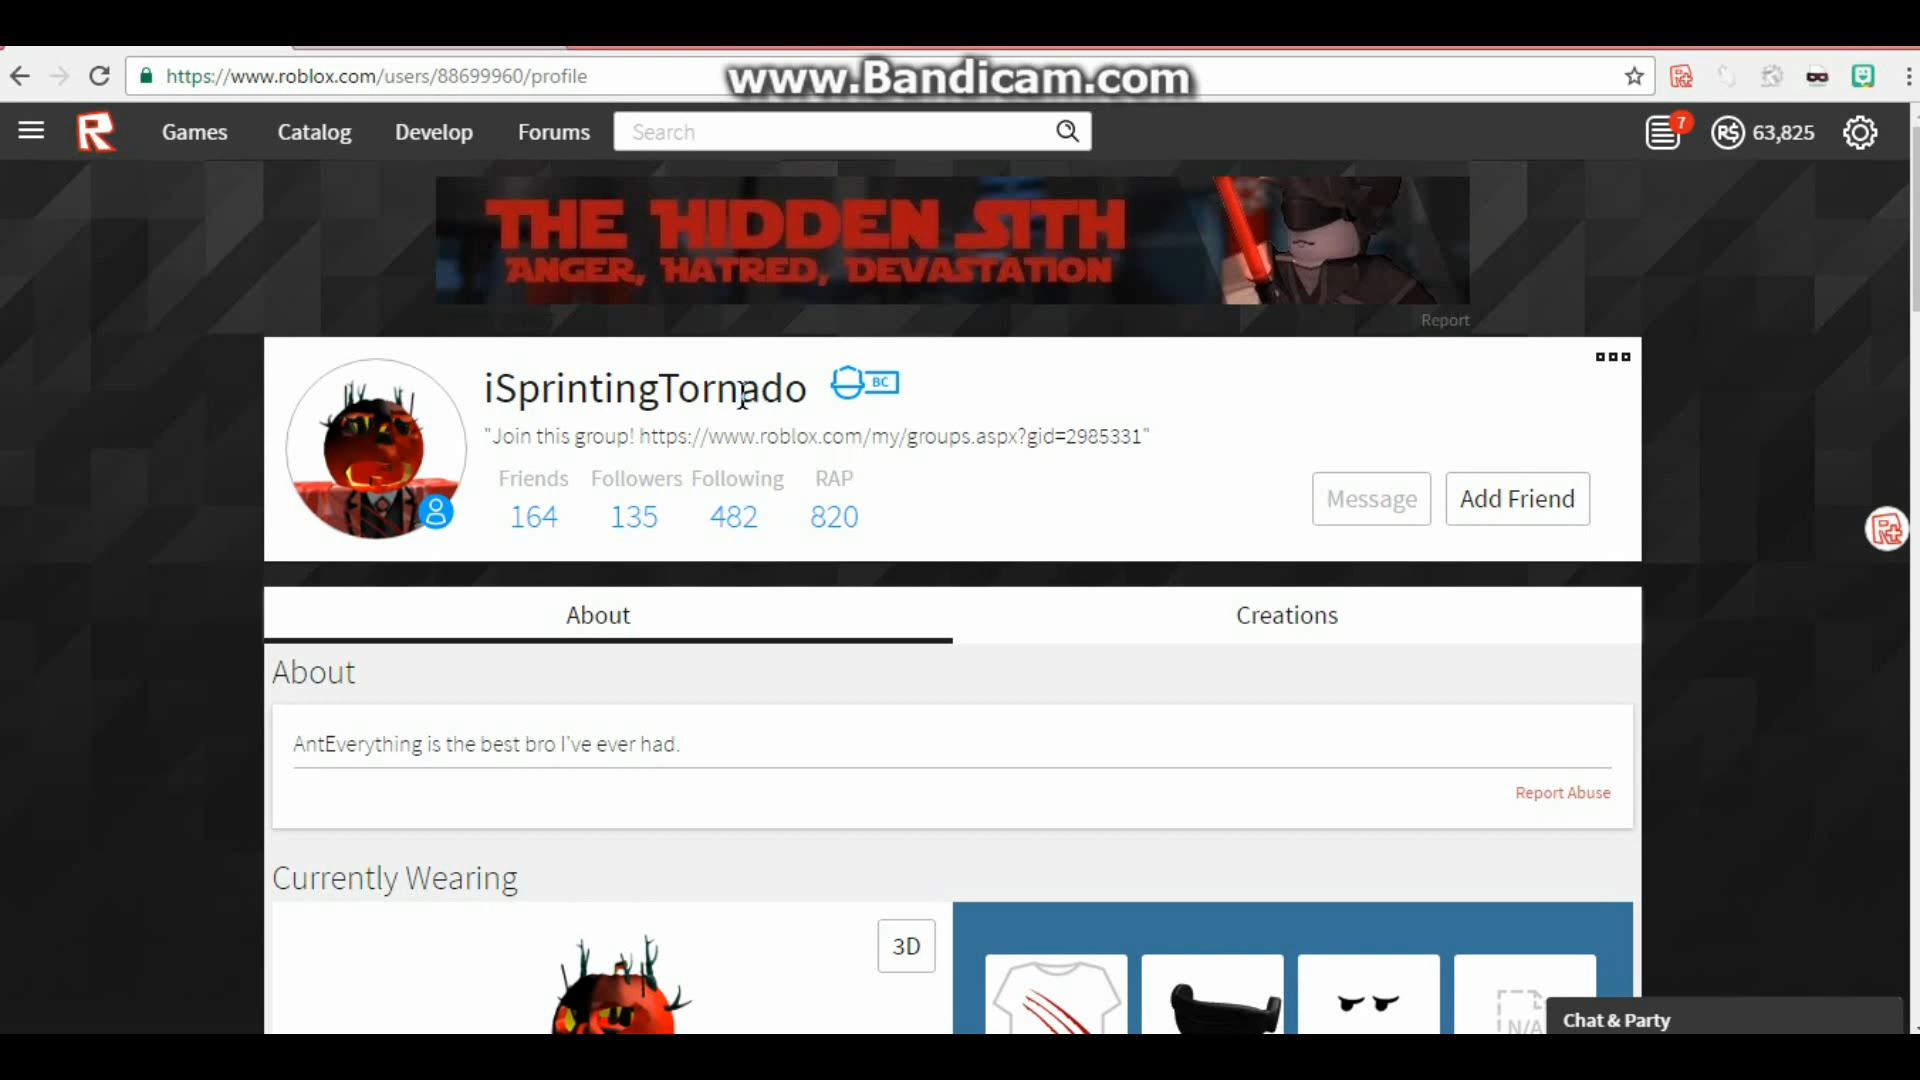 https://www.roblox.com/users/88699960/profile
www.Bandicam.com
Games Catalog Develop Forums Search 7 R$ 63,825
THE HIDDEN SITH
ANGER, HATRED, DEVASTATION
Report
iSprintingTornado BC
"Join this group! https://www.roblox.com/my/groups.aspx?gid=2985331"
Friends Followers Following RAP
164 135 482 820
Message Add Friend
About Creations
About
AntEverything is the best bro I've ever had.
Report Abuse
Currently Wearing
3D
N/A
Chat & Party